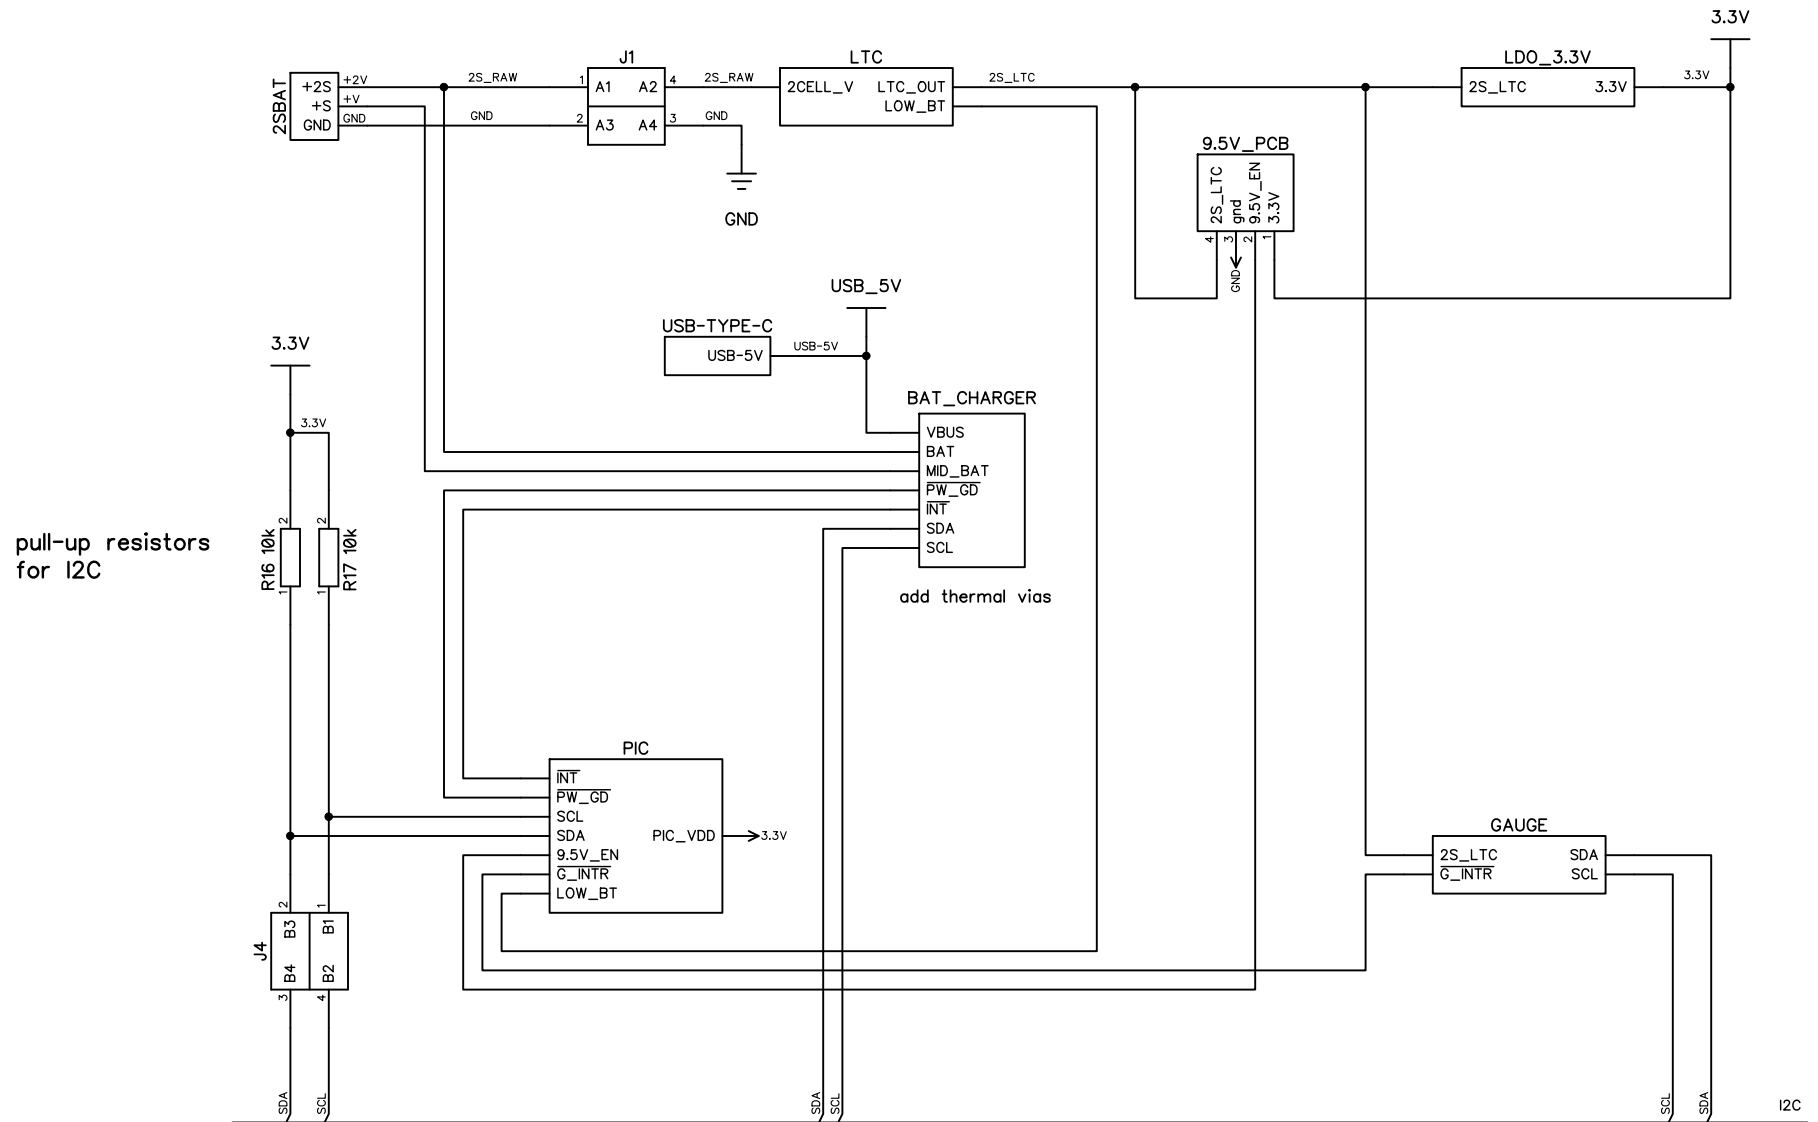 3.3V
J1
LTC
LDO_3.3V
2SBAT
+2S
+S
GND
+2V
+V
GND
2S_RAW
GND
1
2
A1
A2
A3
A4
4
3
2S_RAW
GND
GND
2CELL_V
LTC_OUT
LOW_BT
2S_LTC
2S_LTC
3.3V
3.3V
9.5V_PCB
2S_LTC
gnd
9.5V_EN
3.3V
4
3
2
1
GND
USB_5V
USB-TYPE-C
USB-5V
USB-5V
3.3V
3.3V
BAT_CHARGER
VBUS
BAT
MID_BAT
PW_GD
INT
SDA
SCL
add thermal vias
pull-up resistors
for I2C
2
R16 10k
1
2
R17 10k
1
PIC
INT
PW_GD
SCL
SDA
9.5V_EN
G_INTR
LOW_BT
PIC_VDD
3.3V
GAUGE
2S_LTC
G_INTR
SDA
SCL
J4
2
1
B3
B1
B4
B2
3
4
SDA
SCL
SDA
SCL
SCL
SDA
I2C